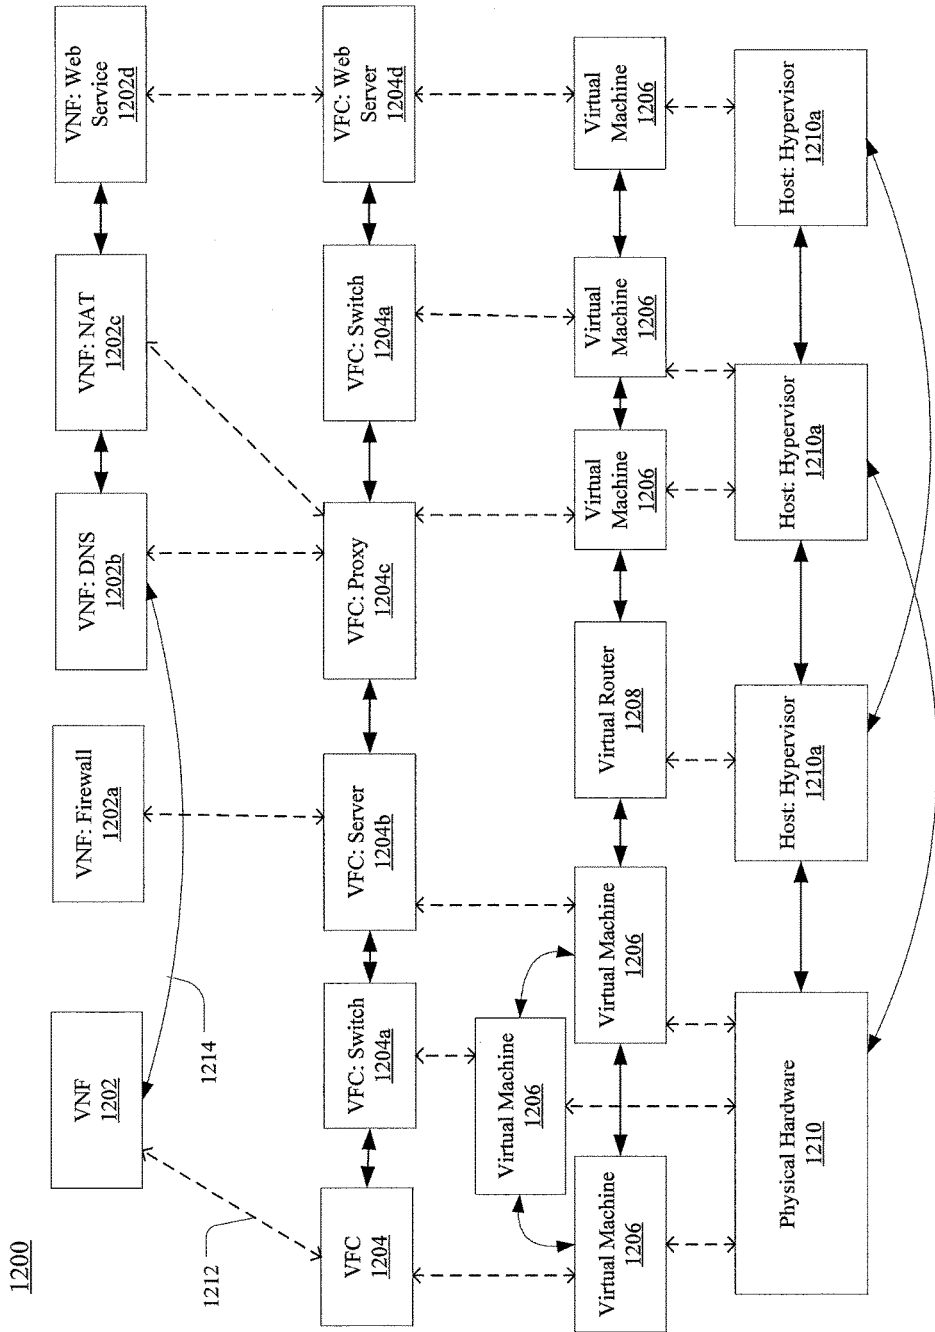 1200
VNF
1202
VNF: Firewall
1202a
VNF: DNS
1202b
VNF: NAT
1202c
VNF: Web
Service
1202d
1212
1214
VFC
1204
VFC: Switch
1204a
VFC: Server
1204b
VFC: Proxy
1204c
VFC: Switch
1204a
VFC: Web
Server
1204d
Virtual Machine
1206
Virtual Machine
1206
Virtual Machine
1206
Virtual Router
1208
Virtual
Machine
1206
Virtual
Machine
1206
Virtual
Machine
1206
Physical Hardware
1210
Host: Hypervisor
1210a
Host: Hypervisor
1210a
Host: Hypervisor
1210a